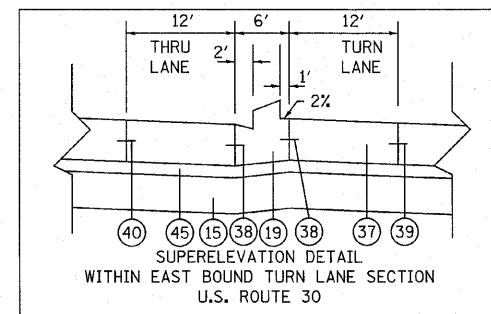 12' 6' 12'
THRU LANE 2' 1' TURN LANE
2%
40 45 15 38 19 38 37 39
SUPERELEVATION DETAIL
WITHIN EAST BOUND TURN LANE SECTION
U.S. ROUTE 30